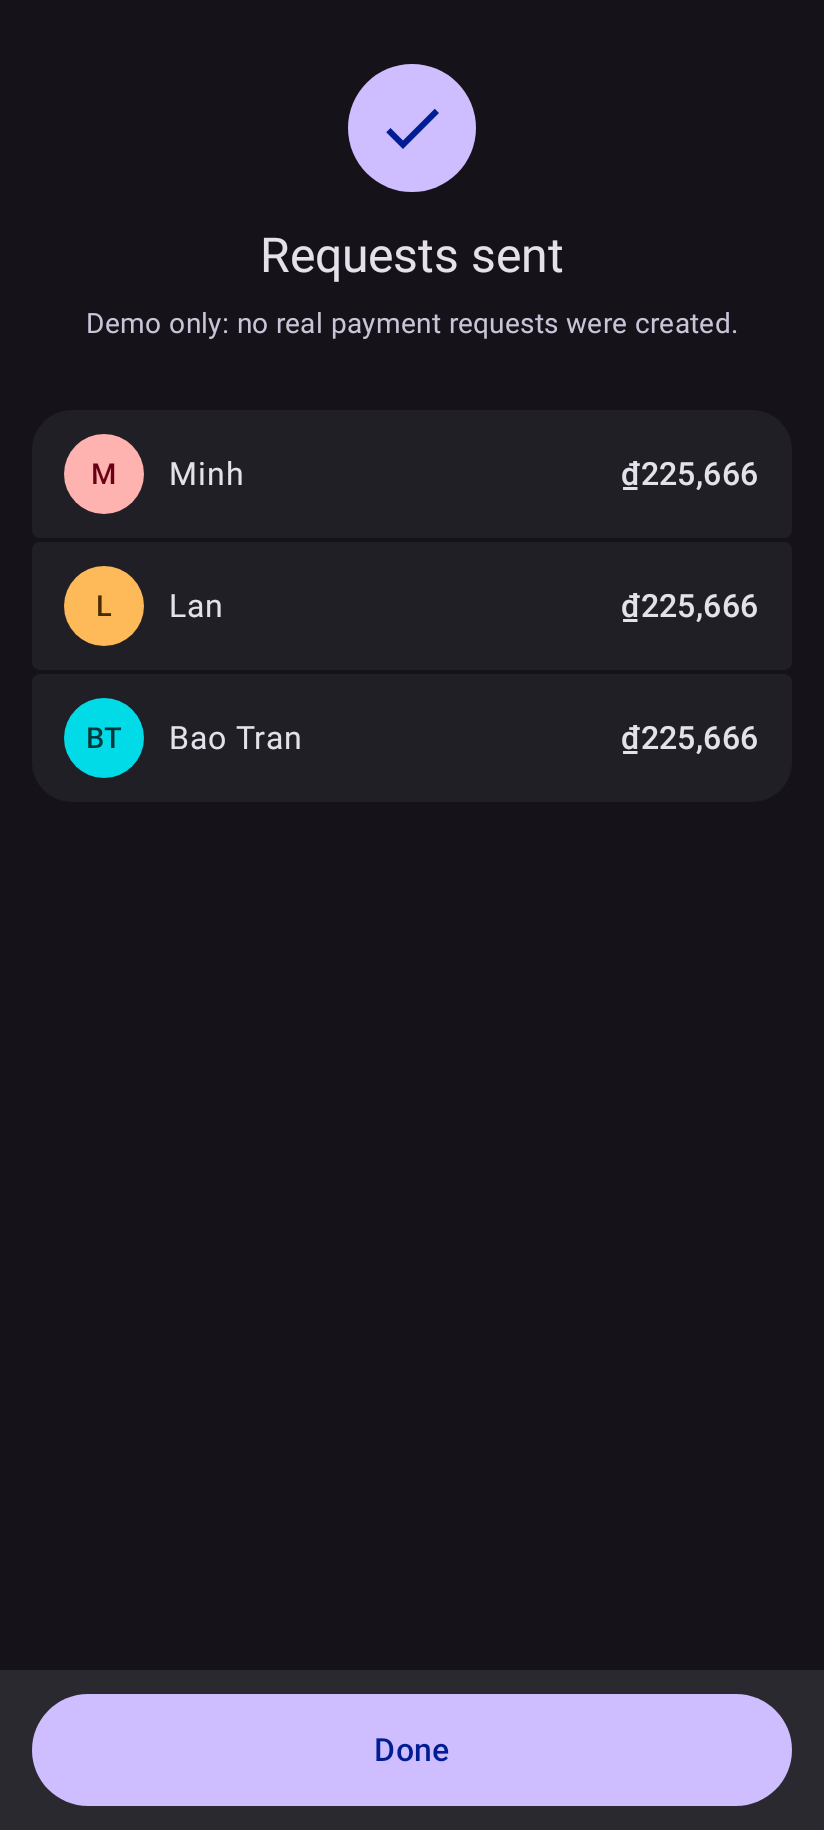 Requests sent
Demo only: no real payment requests were created.
M Minh ₫225,666
L Lan ₫225,666
BT Bao Tran ₫225,666
Done